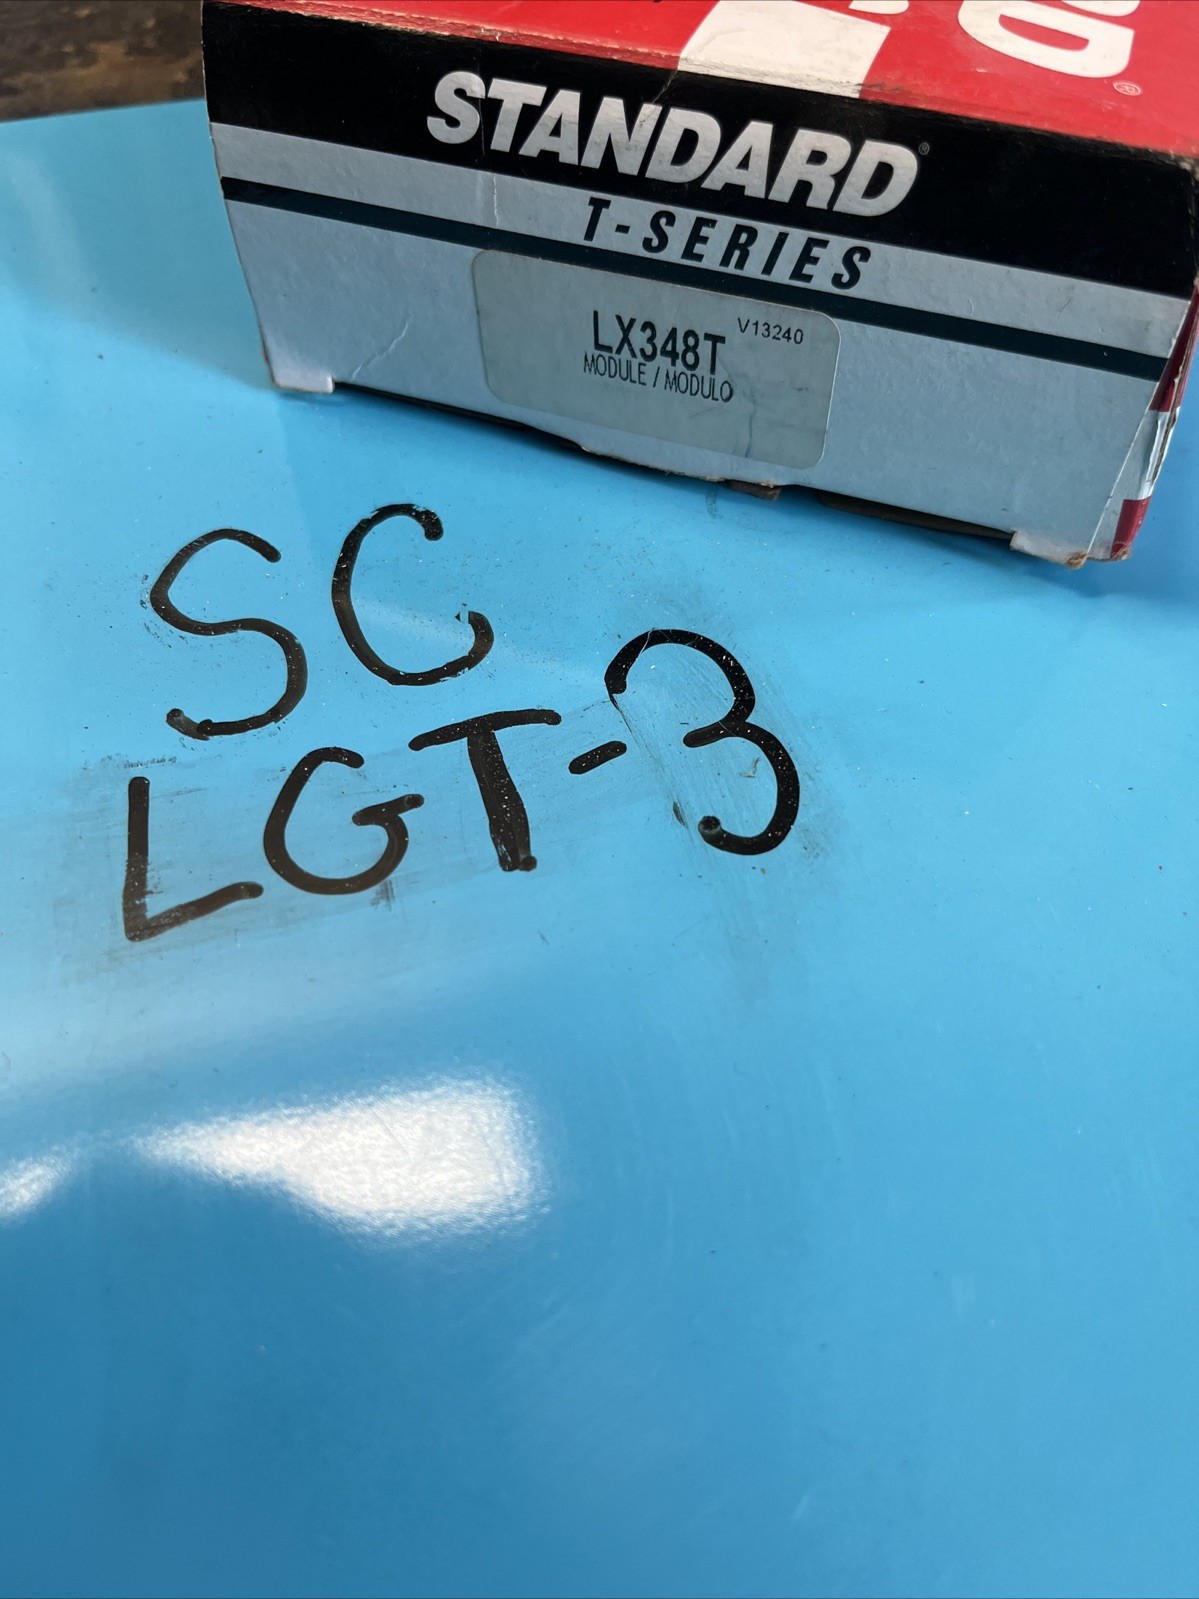 STANDARD®
T-SERIES
LX348T V13240
MODULE / MODULO
SC
LGT-3